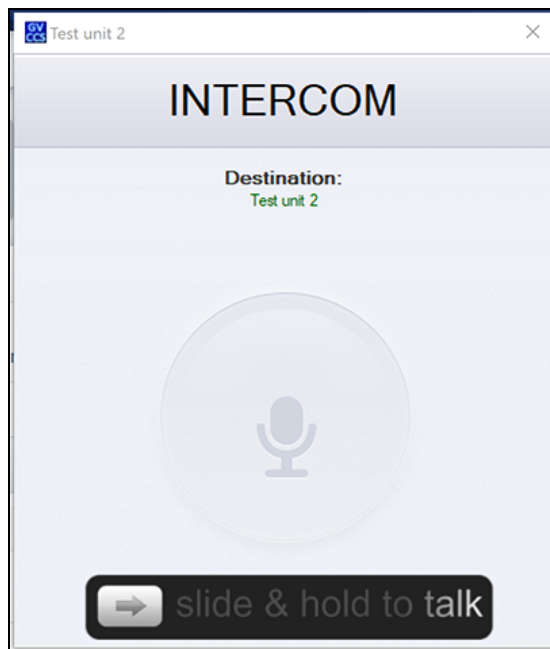 GV
CCS
Test unit 2
INTERCOM
Destination:
Test unit 2
slide & hold to talk